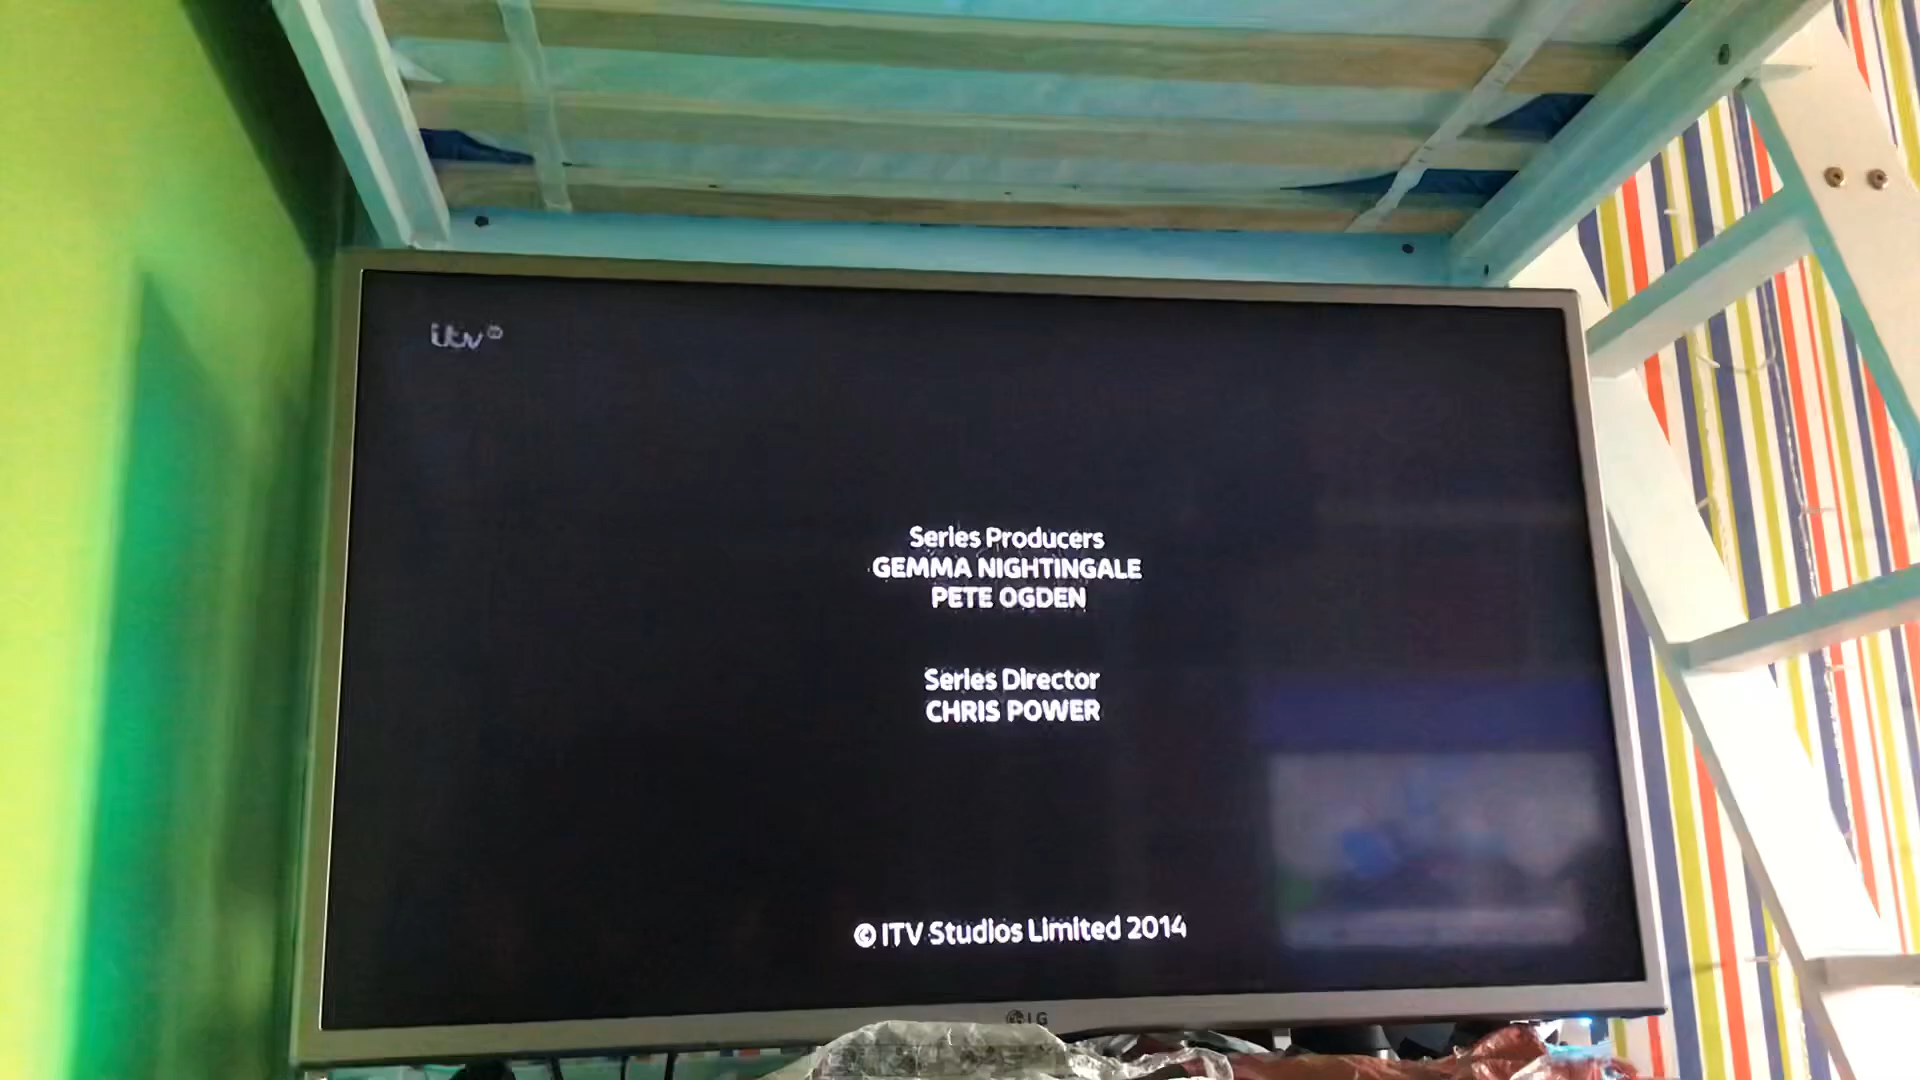 itv
Series Producers
GEMMA NIGHTINGALE
PETE OGDEN
Series Director
CHRIS POWER
© ITV Studios Limited 2014
LG